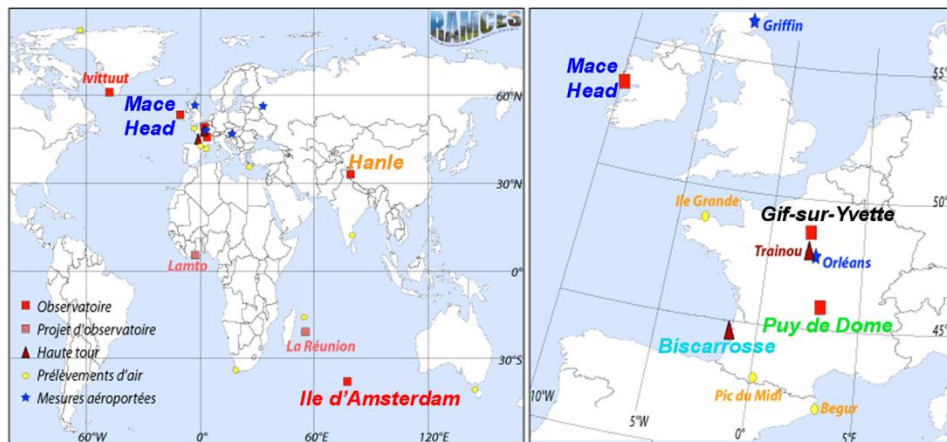 RAMCES
Ivittuut
Mace
Head
60°N
Hanle
30°N
Lamto
0°N
Observatoire
Projet d'observatoire
Haute tour
Prélèvements d'air
Mesures aéroportées
La Réunion
30°S
Ile d'Amsterdam
60°W
0°E
60°E
120°E
Griffin
Mace
Head
55°N
Ile Grande
50°N
Gif-sur-Yvette
Trainou
Orléans
Puy de Dome
45°N
Biscarrosse
Pic du Midi
Begur
10°W
5°W
0°E
5°E